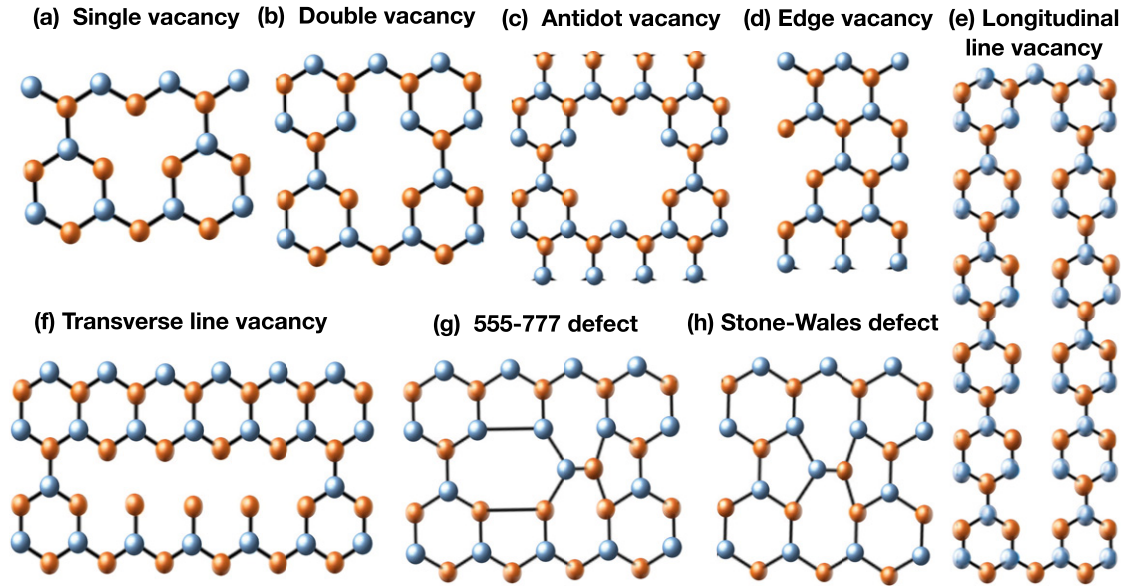 (a) Single vacancy
(b) Double vacancy
(c) Antidot vacancy
(d) Edge vacancy
(e) Longitudinal
line vacancy
(f) Transverse line vacancy
(g) 555-777 defect
(h) Stone-Wales defect